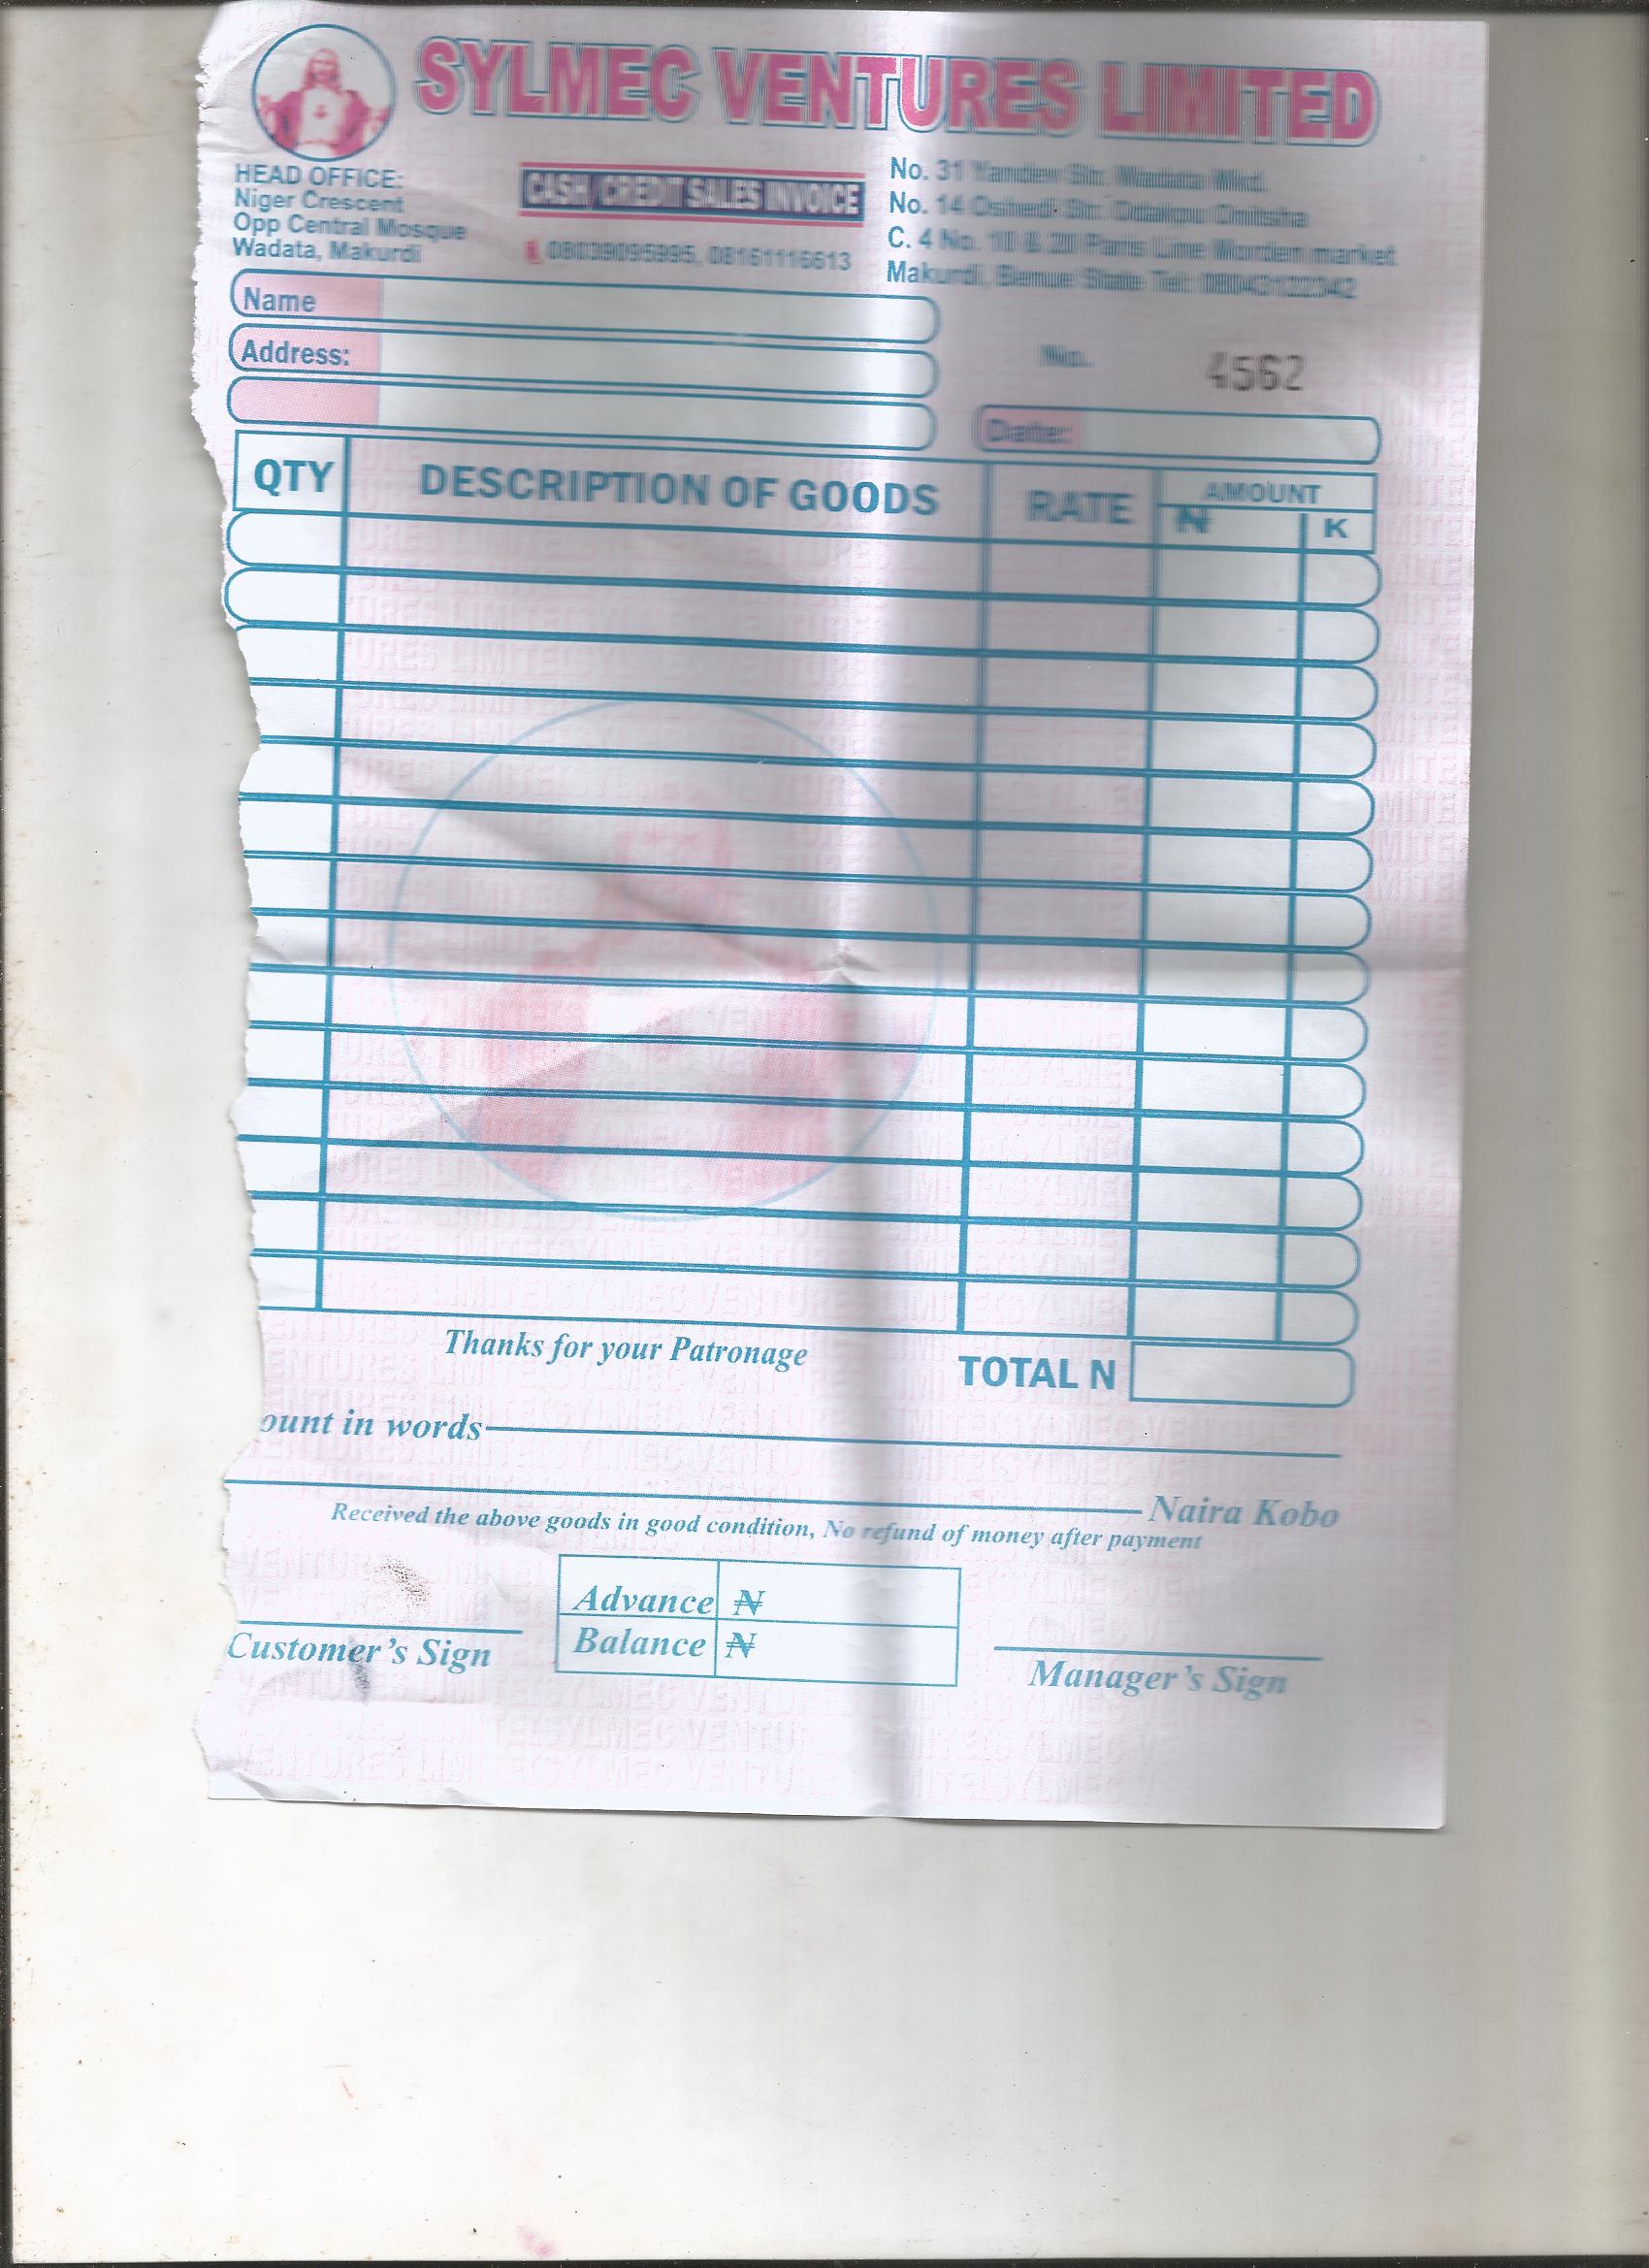 SYLMEC VENTURES LIMITED
HEAD OFFICE:
Niger Crescent
Opp Central Mosque
Wadata, Makurdi
CASH/CREDIT SALES INVOICE
08039095995, 08161116613
No. 31 Yandev Str. Wadata Mkd.
No. 14 Oshedi Str. Odakpu Onitsha
C. 4 No. 18 & 20 Paris Line Morden market
Makurdi, Benue State Tel:
Name
Address:
No. 4562
Date:
QTY DESCRIPTION OF GOODS RATE AMOUNT
₦ K
Thanks for your Patronage
TOTAL N
ount in words
Naira Kobo
Received the above goods in good condition, No refund of money after payment
Advance ₦
Balance ₦
Customer's Sign
Manager's Sign